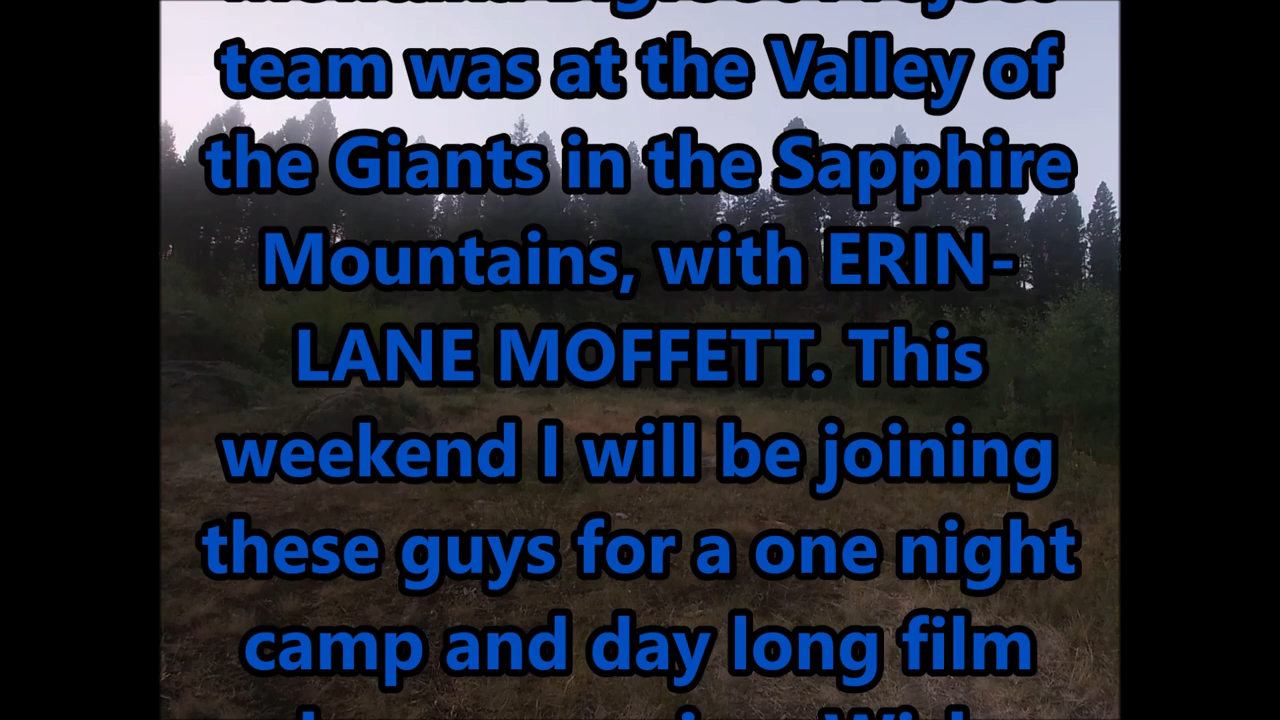 team was at the Valley of
the Giants in the Sapphire
Mountains, with ERIN-
LANE MOFFETT. This
weekend I will be joining
these guys for a one night
camp and day long film